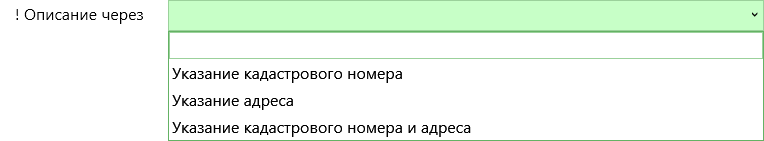 ! Описание через
Указание кадастрового номера
Указание адреса
Указание кадастрового номера и адреса